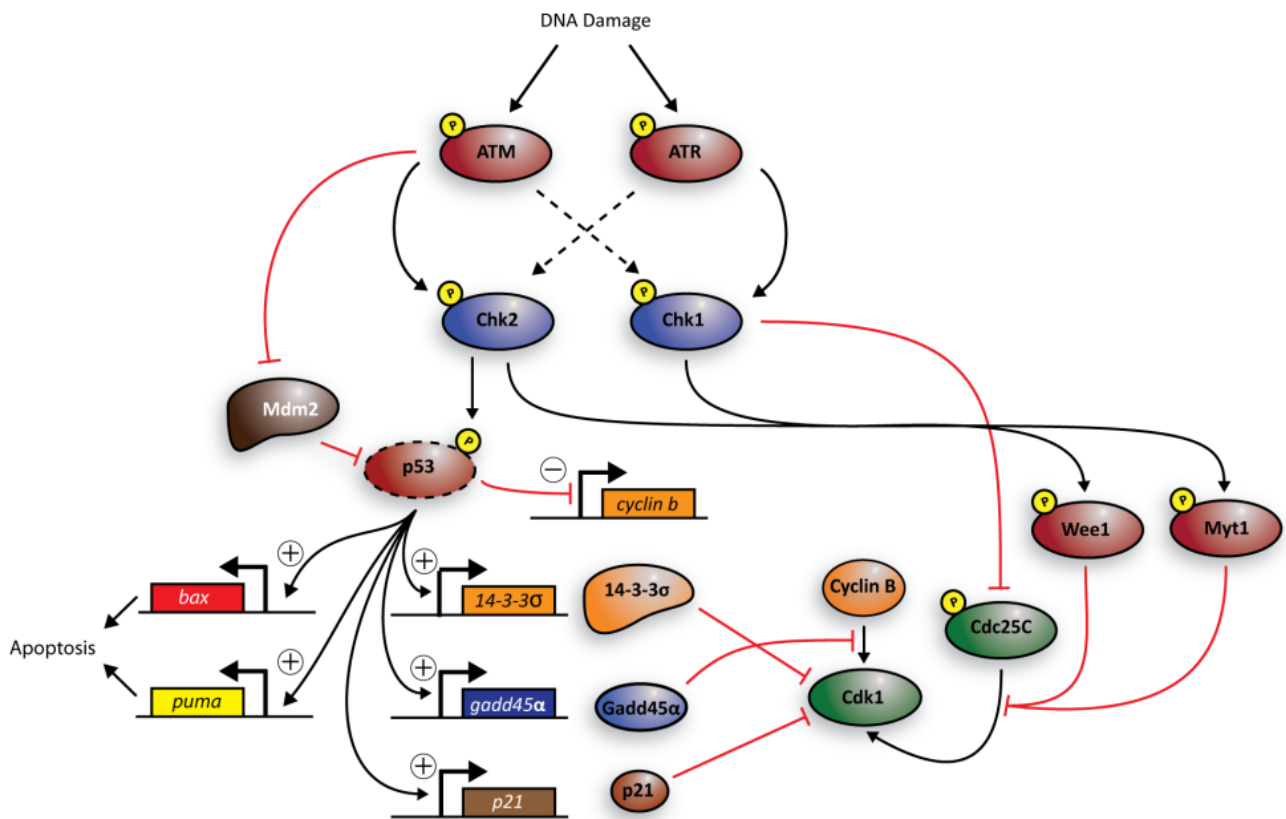 DNA Damage
P
ATM
P
ATR
P
Chk2
P
Chk1
Mdm2
P
p53
−
cyclin b
P
Wee1
P
Myt1
+
bax
+
14-3-3σ
14-3-3σ
Cyclin B
P
Cdc25C
Apoptosis
+
puma
+
gadd45α
Gadd45α
Cdk1
+
p21
p21